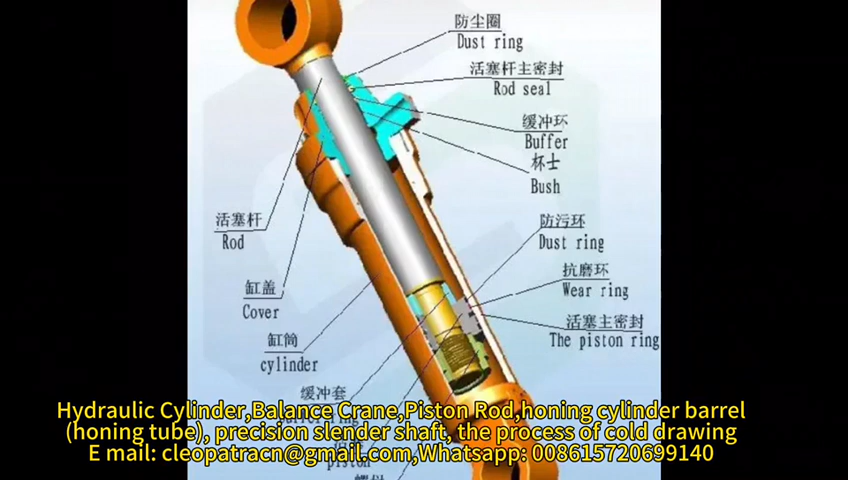 防尘圈
Dust ring
活塞杆主密封
Rod seal
缓冲环
Buffer
杯士
Bush
活塞杆
Rod
防污环
Dust ring
抗磨环
Wear ring
缸盖
Cover
活塞主密封
The piston ring
缸筒
cylinder
缓冲套
Hydraulic Cylinder,Balance Crane,Piston Rod,honing cylinder barrel
(honing tube), precision slender shaft, the process of cold drawing
E mail: cleopatracn@gmail.com,Whatsapp: 008615720699140
piston